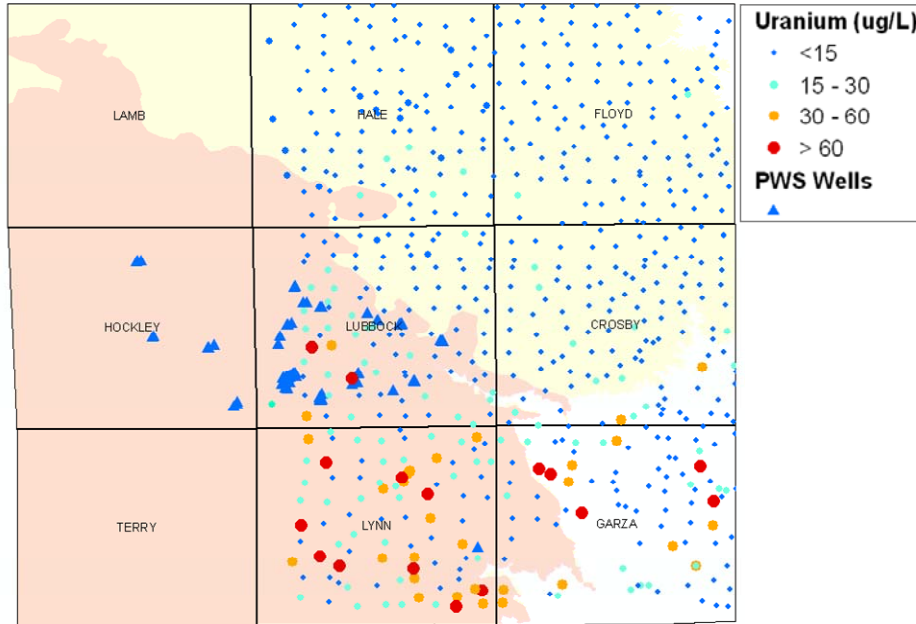 Uranium (ug/L)
<15
15 - 30
30 - 60
> 60
PWS Wells
LAMB
HALE
FLOYD
HOCKLEY
LUBBOCK
CROSBY
TERRY
LYNN
GARZA